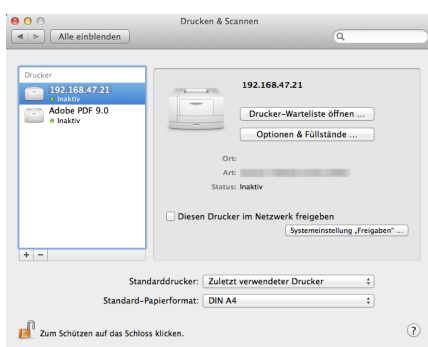 Drucken & Scannen
Alle einblenden
Drucker
192.168.47.21
Inaktiv
Adobe PDF 9.0
Inaktiv
192.168.47.21
Drucker-Warteliste öffnen ...
Optionen & Füllstände ...
Ort:
Art:
Status: Inaktiv
Diesen Drucker im Netzwerk freigeben
Systemeinstellung „Freigaben“ ...
+ −
Standarddrucker: Zuletzt verwendeter Drucker
Standard-Papierformat: DIN A4
Zum Schützen auf das Schloss klicken.
?